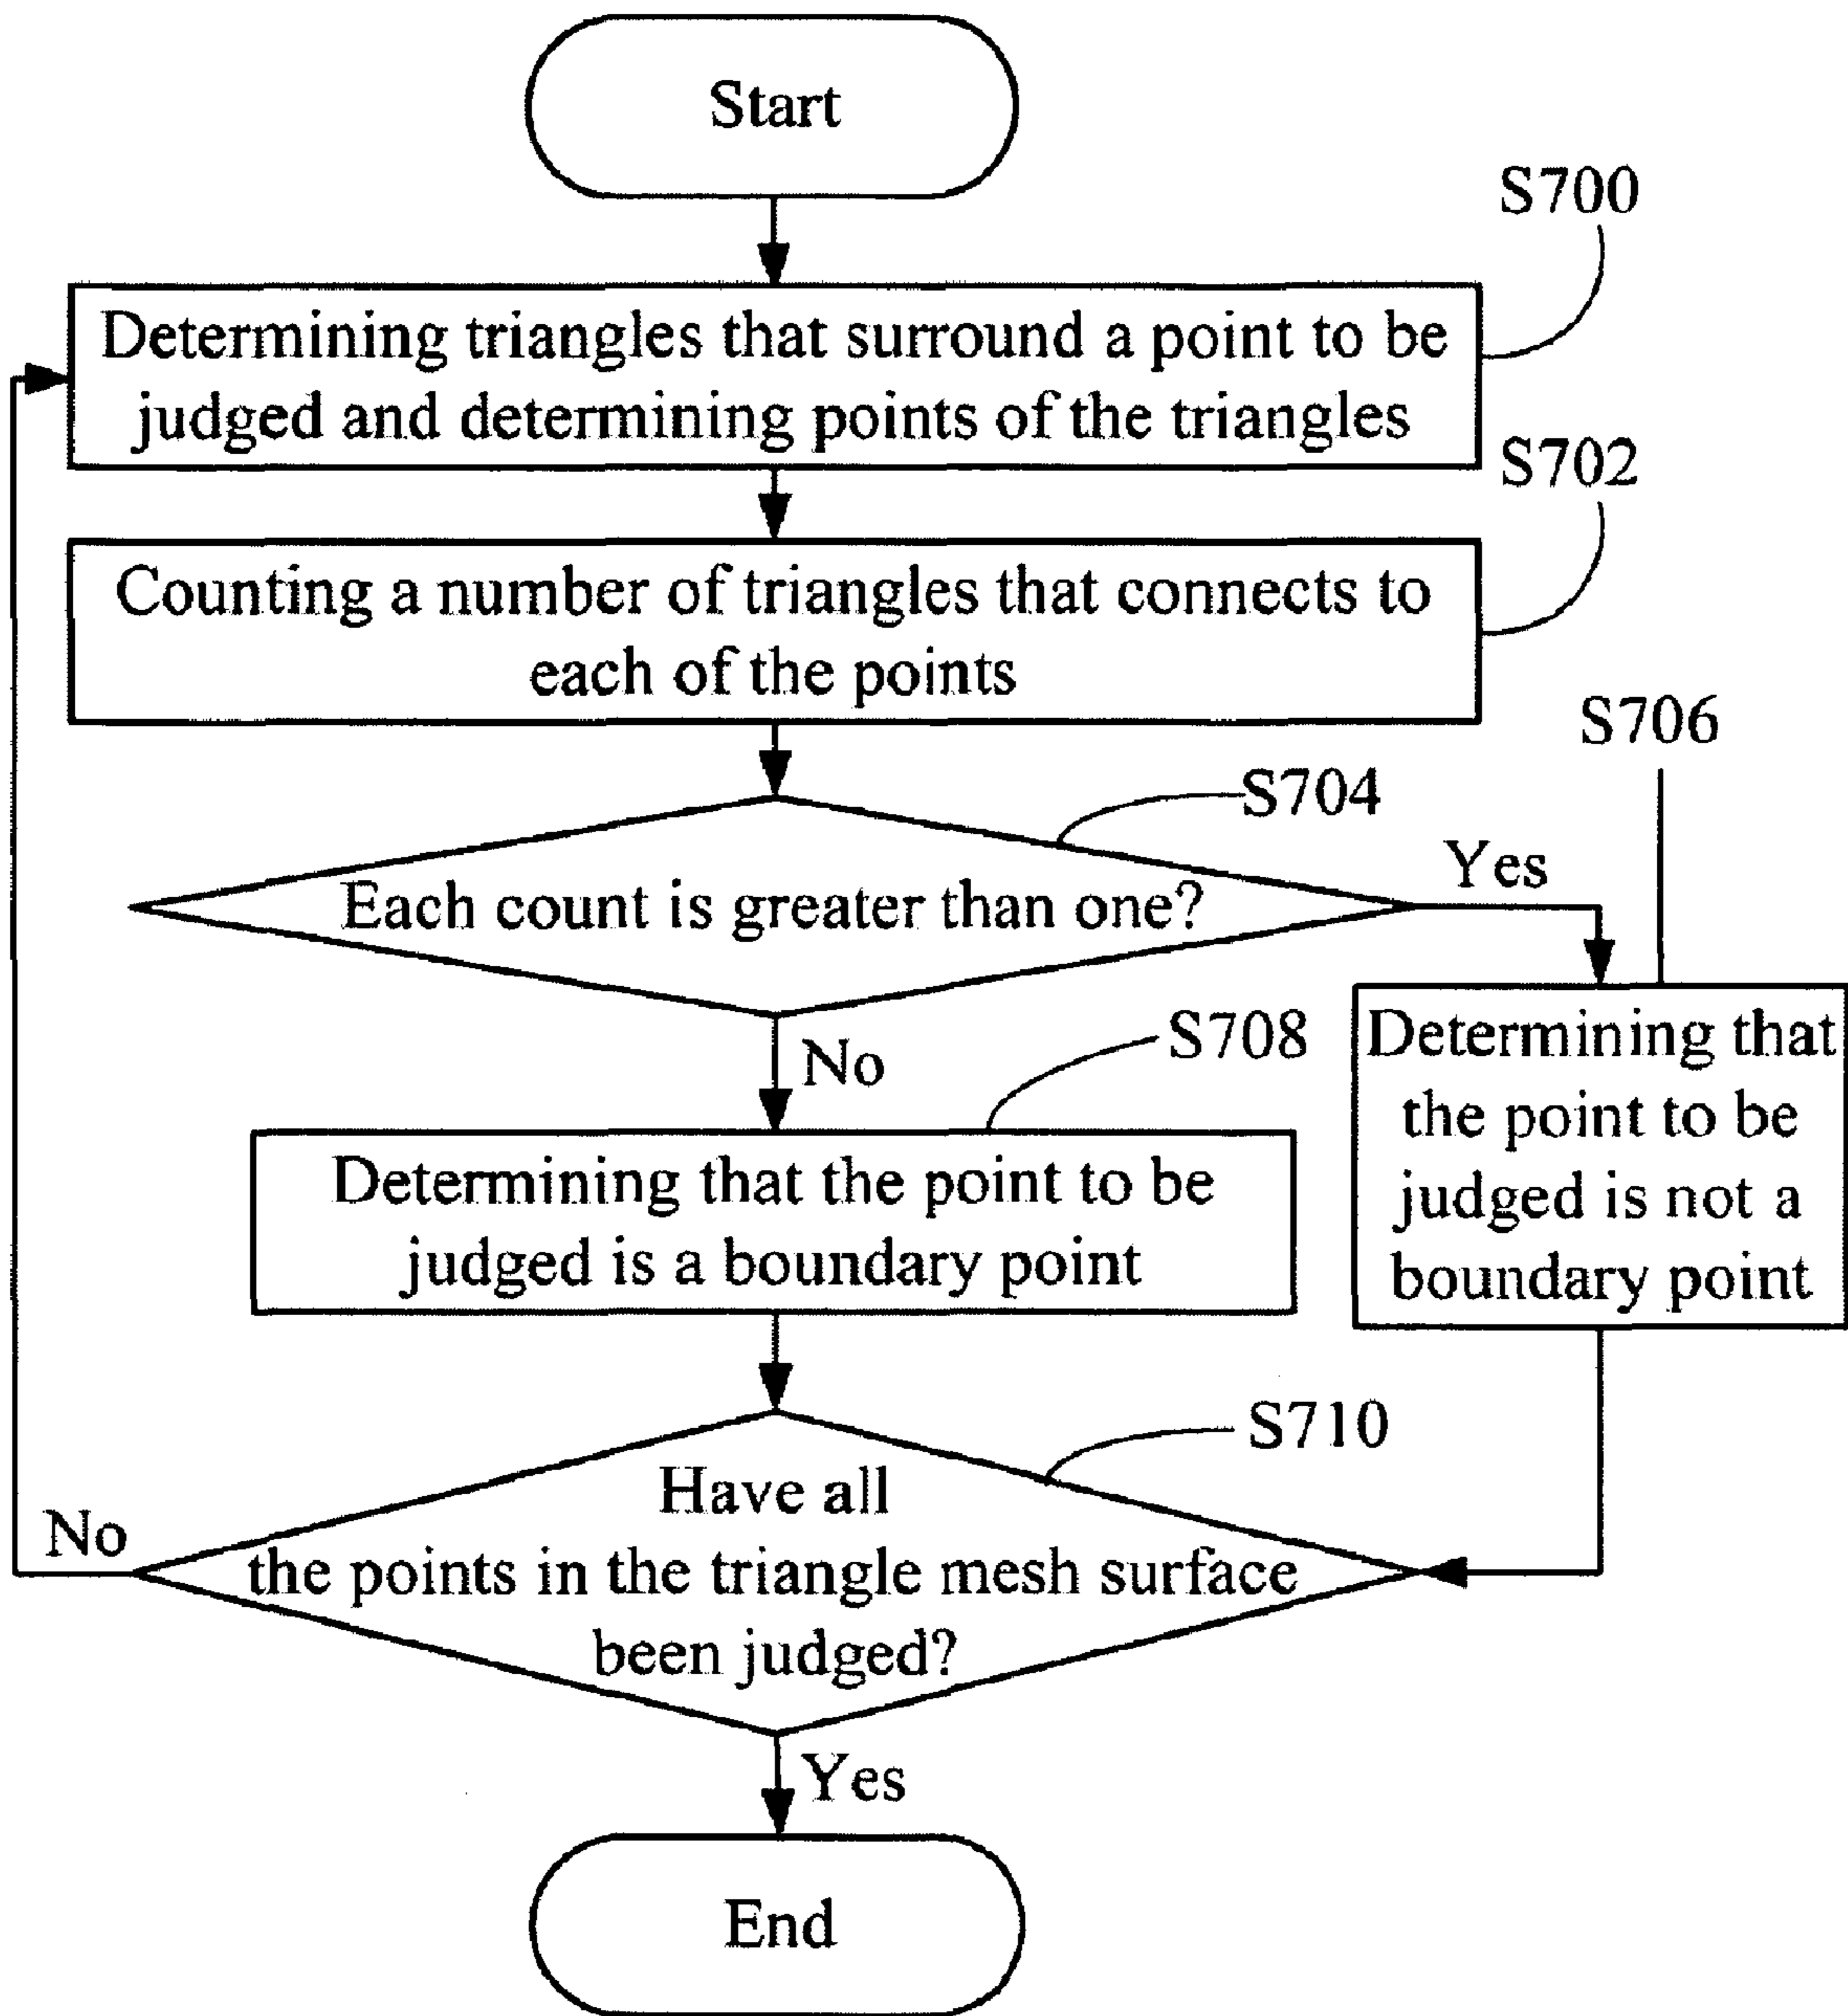 Start
S700
Determining triangles that surround a point to be
judged and determining points of the triangles
S702
Counting a number of triangles that connects to
each of the points
S706
S704
Yes
Each count is greater than one?
No
S708
Determining that
the point to be
judged is not a
boundary point
Determining that the point to be
judged is a boundary point
S710
Have all
the points in the triangle mesh surface
been judged?
No
Yes
End